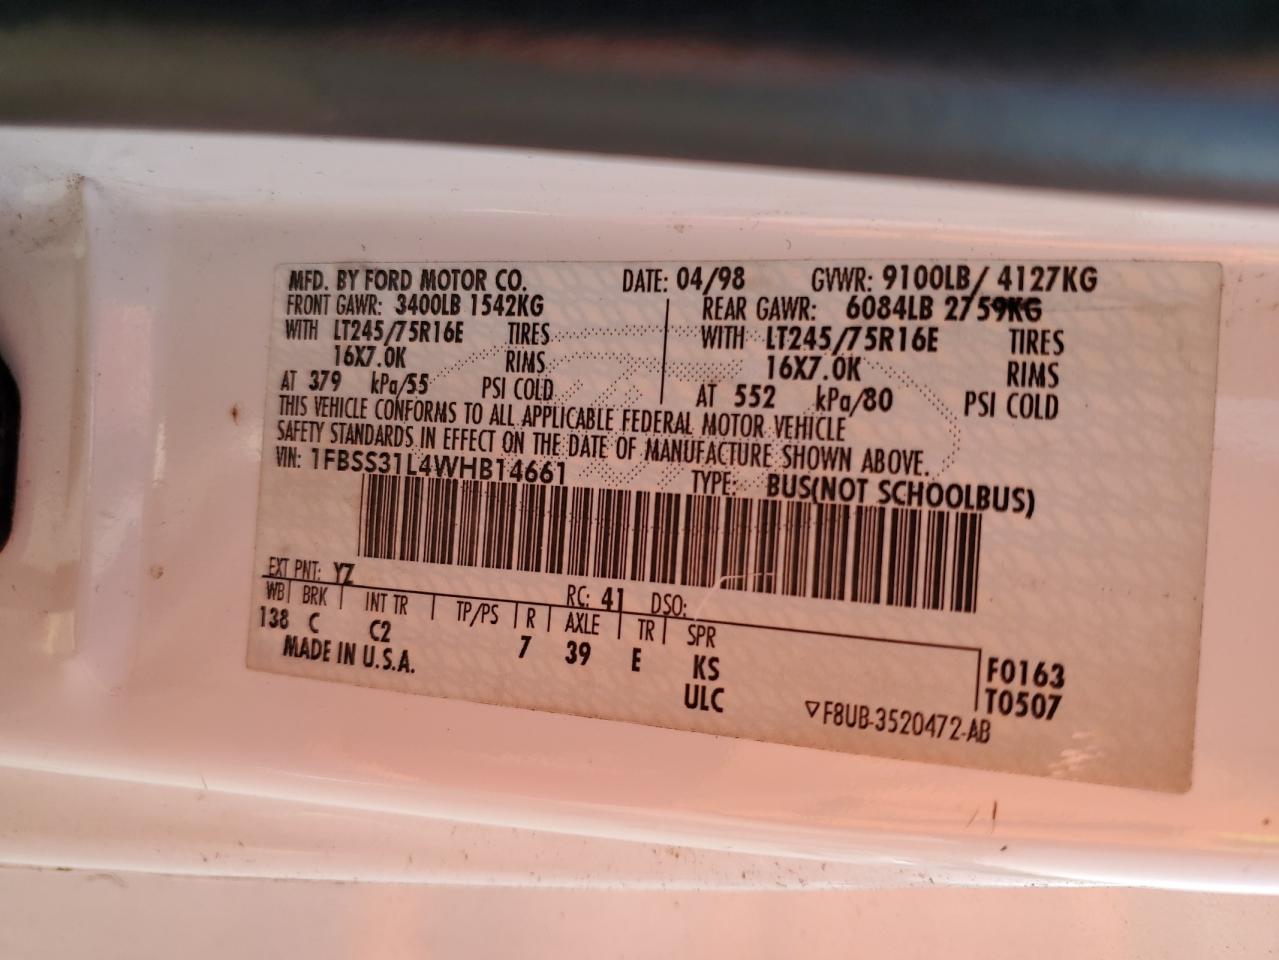 MFD. BY FORD MOTOR CO. DATE: 04/98 GVWR: 9100LB/ 4127KG
FRONT GAWR: 3400LB 1542KG REAR GAWR: 6084LB 2759KG
WITH LT245/75R16E TIRES WITH LT245/75R16E TIRES
16X7.0K RIMS 16X7.0K RIMS
AT 379 kPa/55 PSI COLD AT 552 kPa/80 PSI COLD
THIS VEHICLE CONFORMS TO ALL APPLICABLE FEDERAL MOTOR VEHICLE
SAFETY STANDARDS IN EFFECT ON THE DATE OF MANUFACTURE SHOWN ABOVE.
VIN: 1FBSS31L4WHB14661 TYPE: BUS(NOT SCHOOLBUS)
EXT PNT: YZ RC: 41 DSO:
WB BRK INT TR TP/PS R AXLE TR SPR
138 C C2 7 39 E KS F0163
MADE IN U.S.A. ULC T0507
▽F8UB-3520472-AB